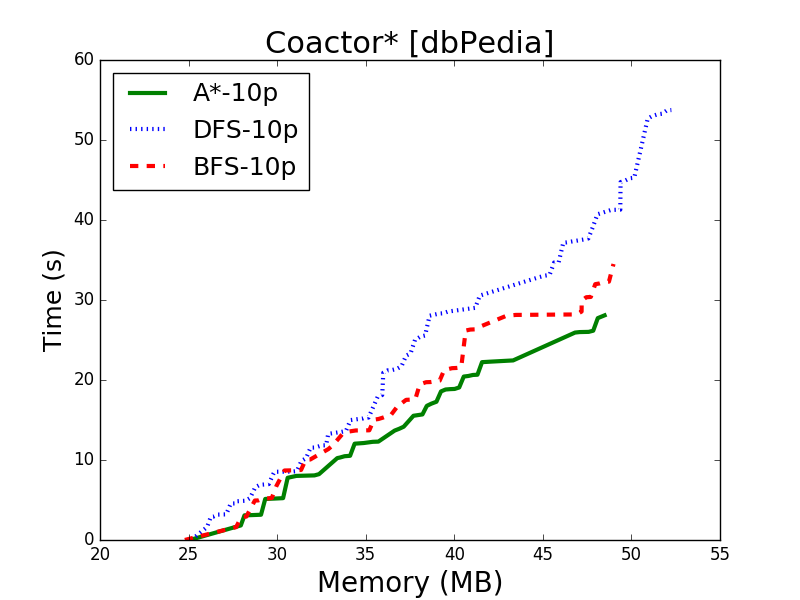 Coactor* [dbPedia]
A*-10p
DFS-10p
BFS-10p
Time (s)
60
50
40
30
20
10
0
20 25 30 35 40 45 50 55
Memory (MB)